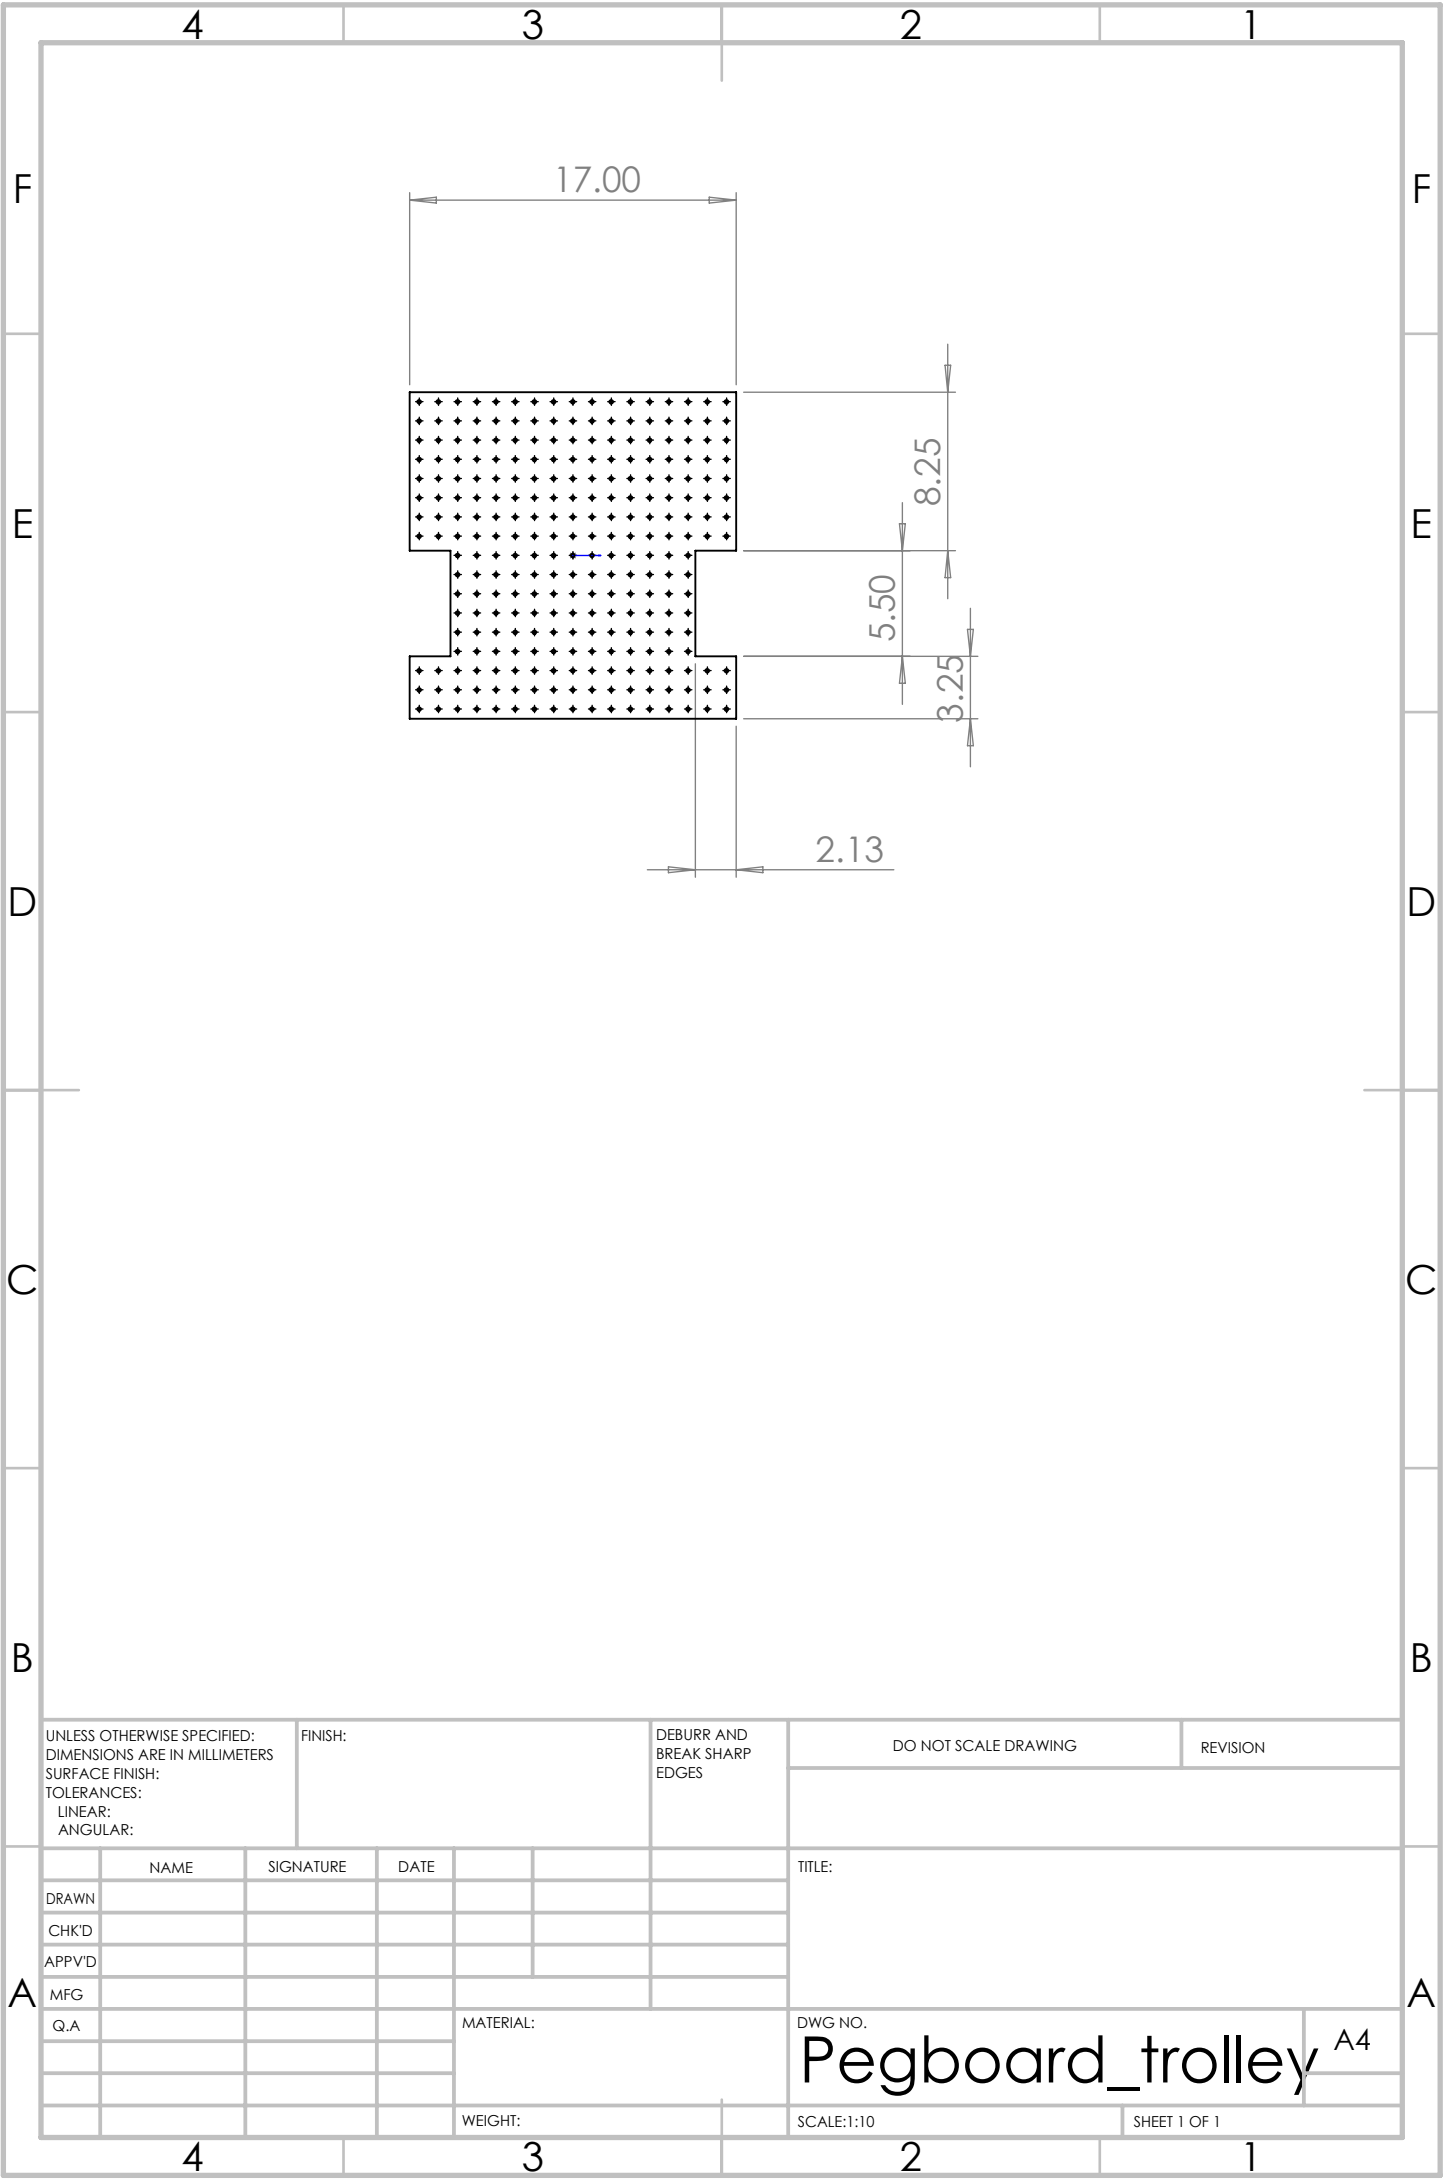 4 3 2 1
F F
17.00
8.25
E E
5.50
3.25
2.13
D D
C C
B B
UNLESS OTHERWISE SPECIFIED:
DIMENSIONS ARE IN MILLIMETERS
SURFACE FINISH:
TOLERANCES:
LINEAR:
ANGULAR:
FINISH:
DEBURR AND
BREAK SHARP
EDGES
DO NOT SCALE DRAWING
REVISION
NAME SIGNATURE DATE
TITLE:
DRAWN
CHK'D
APPV'D
A A
MFG
Q.A
MATERIAL:
DWG NO.
Pegboard_trolley
A4
WEIGHT:
SCALE:1:10
SHEET 1 OF 1
4 3 2 1